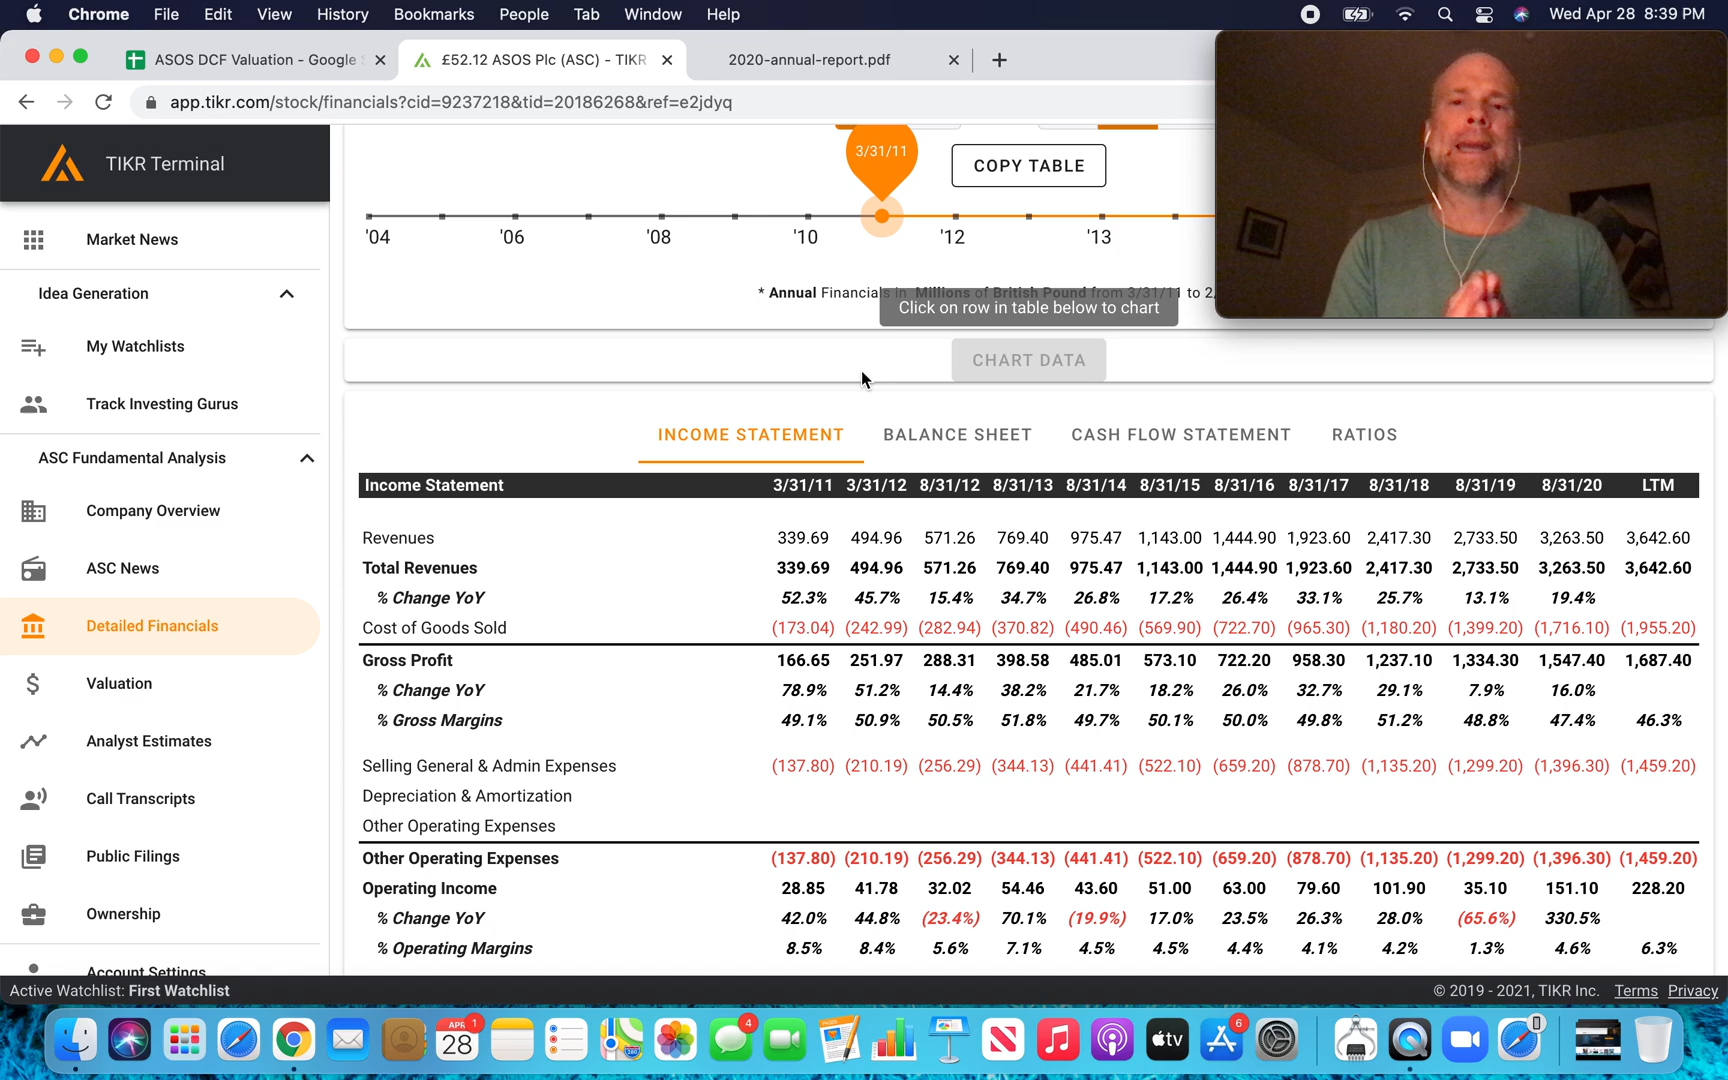 Chrome File Edit View History Bookmarks People Tab Window Help Wed Apr 28 8:39 PM
ASOS DCF Valuation - Google £52.12 ASOS Plc (ASC) - TIKR 2020-annual-report.pdf
app.tikr.com/stock/financials?cid=9237218&tid=20186268&ref=e2jdyq
TIKR Terminal
Market News
Idea Generation
My Watchlists
Track Investing Gurus
ASC Fundamental Analysis
Company Overview
ASC News
Detailed Financials
Valuation
Analyst Estimates
Call Transcripts
Public Filings
Ownership
Account Settings
3/31/11
COPY TABLE
'04 '06 '08 '10 '12 '13
* Annual Financials in Millions of British Pound from 3/31/11 to 2/
Click on row in table below to chart
CHART DATA
INCOME STATEMENT BALANCE SHEET CASH FLOW STATEMENT RATIOS
Income Statement 3/31/11 3/31/12 8/31/12 8/31/13 8/31/14 8/31/15 8/31/16 8/31/17 8/31/18 8/31/19 8/31/20 LTM
Revenues 339.69 494.96 571.26 769.40 975.47 1,143.00 1,444.90 1,923.60 2,417.30 2,733.50 3,263.50 3,642.60
Total Revenues 339.69 494.96 571.26 769.40 975.47 1,143.00 1,444.90 1,923.60 2,417.30 2,733.50 3,263.50 3,642.60
% Change YoY 52.3% 45.7% 15.4% 34.7% 26.8% 17.2% 26.4% 33.1% 25.7% 13.1% 19.4%
Cost of Goods Sold (173.04) (242.99) (282.94) (370.82) (490.46) (569.90) (722.70) (965.30) (1,180.20) (1,399.20) (1,716.10) (1,955.20)
Gross Profit 166.65 251.97 288.31 398.58 485.01 573.10 722.20 958.30 1,237.10 1,334.30 1,547.40 1,687.40
% Change YoY 78.9% 51.2% 14.4% 38.2% 21.7% 18.2% 26.0% 32.7% 29.1% 7.9% 16.0%
% Gross Margins 49.1% 50.9% 50.5% 51.8% 49.7% 50.1% 50.0% 49.8% 51.2% 48.8% 47.4% 46.3%
Selling General & Admin Expenses (137.80) (210.19) (256.29) (344.13) (441.41) (522.10) (659.20) (878.70) (1,135.20) (1,299.20) (1,396.30) (1,459.20)
Depreciation & Amortization
Other Operating Expenses
Other Operating Expenses (137.80) (210.19) (256.29) (344.13) (441.41) (522.10) (659.20) (878.70) (1,135.20) (1,299.20) (1,396.30) (1,459.20)
Operating Income 28.85 41.78 32.02 54.46 43.60 51.00 63.00 79.60 101.90 35.10 151.10 228.20
% Change YoY 42.0% 44.8% (23.4%) 70.1% (19.9%) 17.0% 23.5% 26.3% 28.0% (65.6%) 330.5%
% Operating Margins 8.5% 8.4% 5.6% 7.1% 4.5% 4.5% 4.4% 4.1% 4.2% 1.3% 4.6% 6.3%
Active Watchlist: First Watchlist © 2019 - 2021, TIKR Inc. Terms Privacy
APR 1 28 4 tv 6